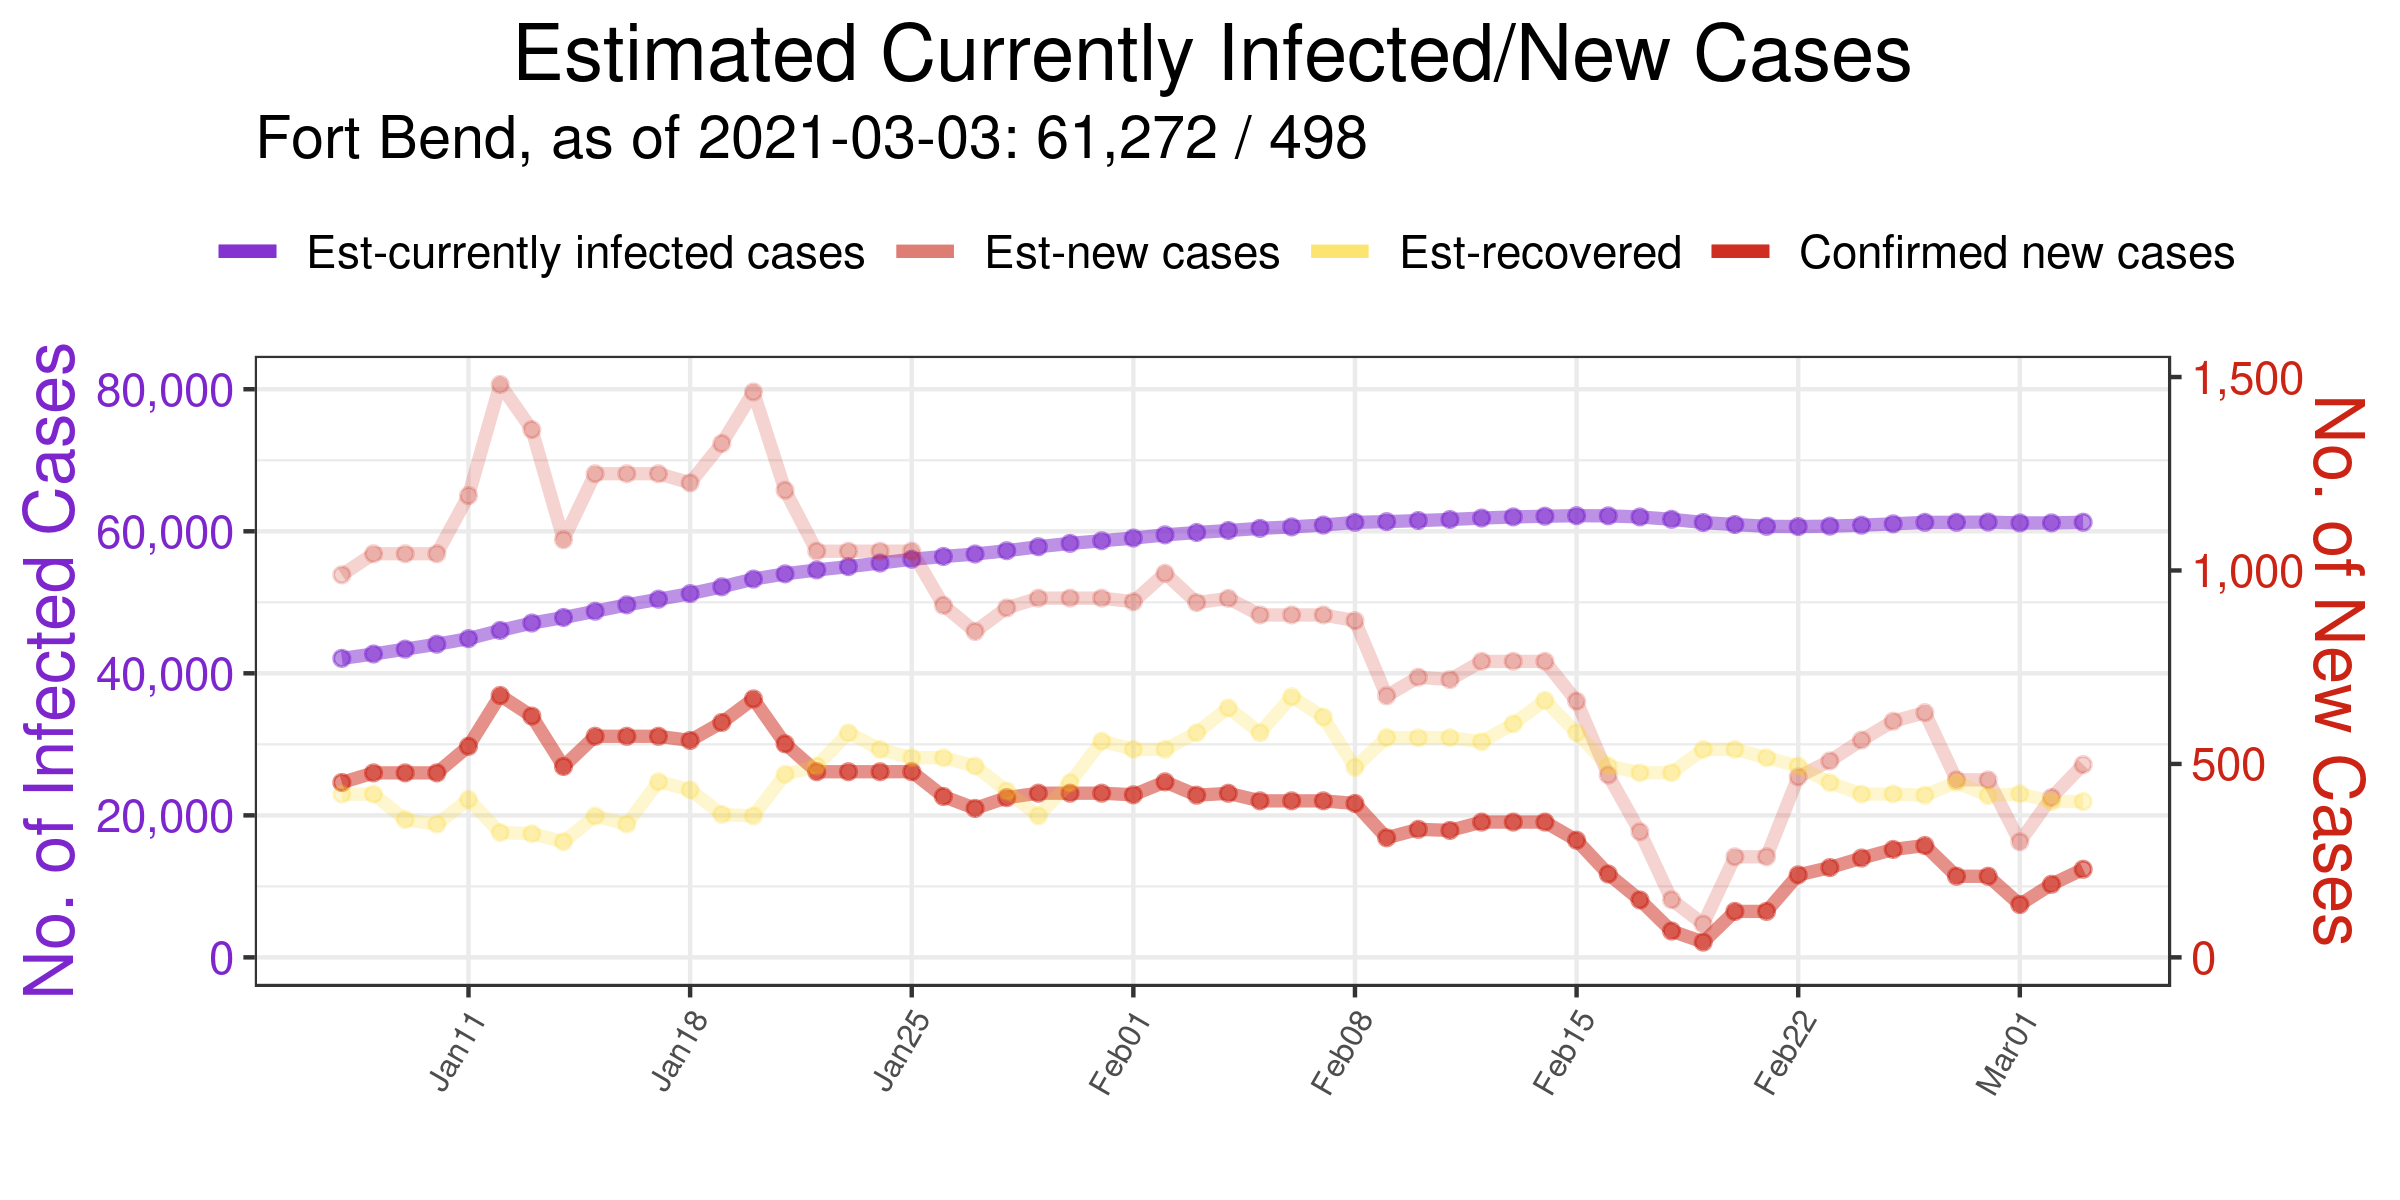 Estimated Currently Infected/New Cases
Fort Bend, as of 2021-03-03: 61,272 / 498
Est-currently infected cases Est-new cases Est-recovered Confirmed new cases
No. of Infected Cases
80,000
60,000
40,000
20,000
0
1,500
1,000
500
0
No. of New Cases
Jan11 Jan18 Jan25 Feb01 Feb08 Feb15 Feb22 Mar01